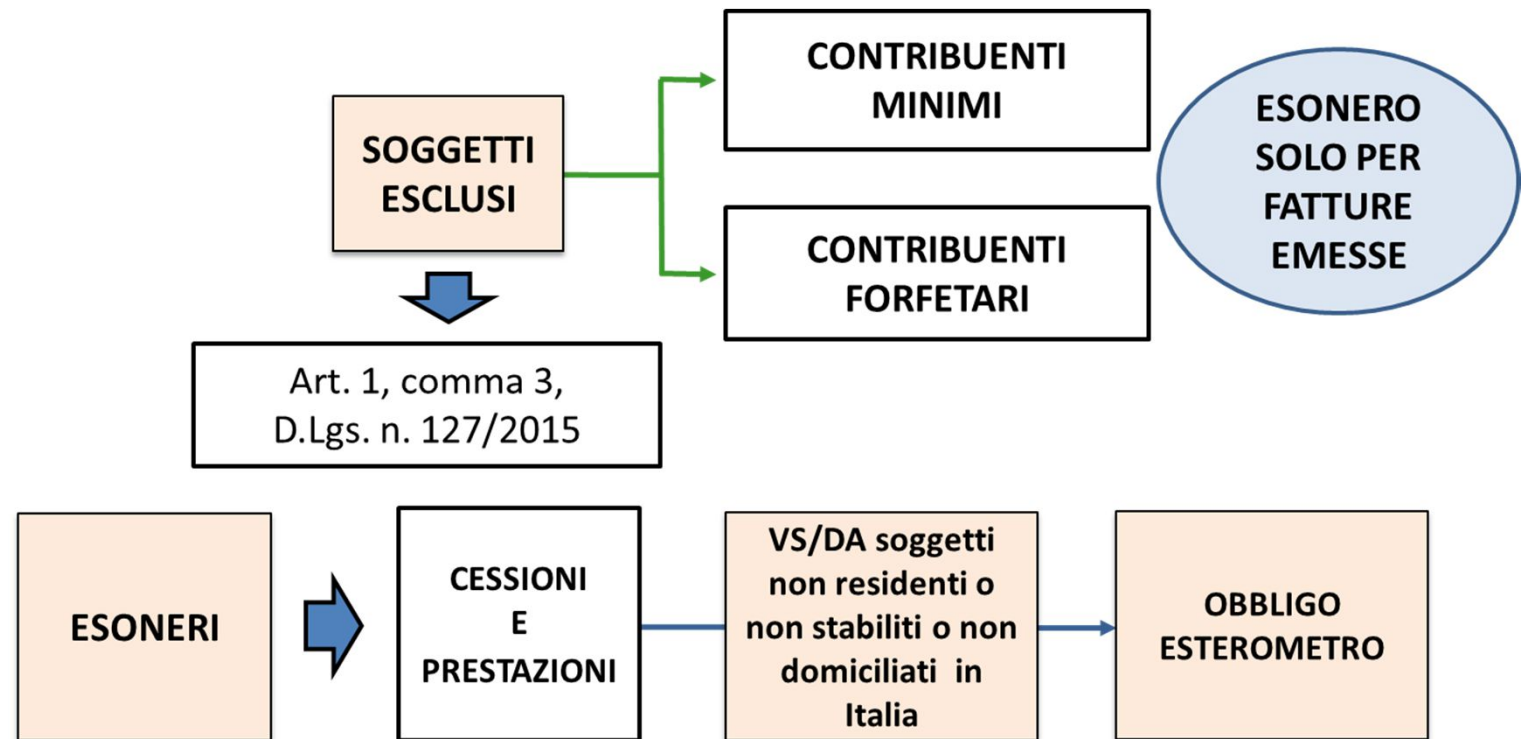 SOGGETTI
ESCLUSI
CONTRIBUENTI
MINIMI
CONTRIBUENTI
FORFETARI
ESONERO
SOLO PER
FATTURE
EMESSE
Art. 1, comma 3,
D.Lgs. n. 127/2015
ESONERI
CESSIONI
E
PRESTAZIONI
VS/DA soggetti
non residenti o
non stabiliti o non
domiciliati in
Italia
OBBLIGO
ESTEROMETRO